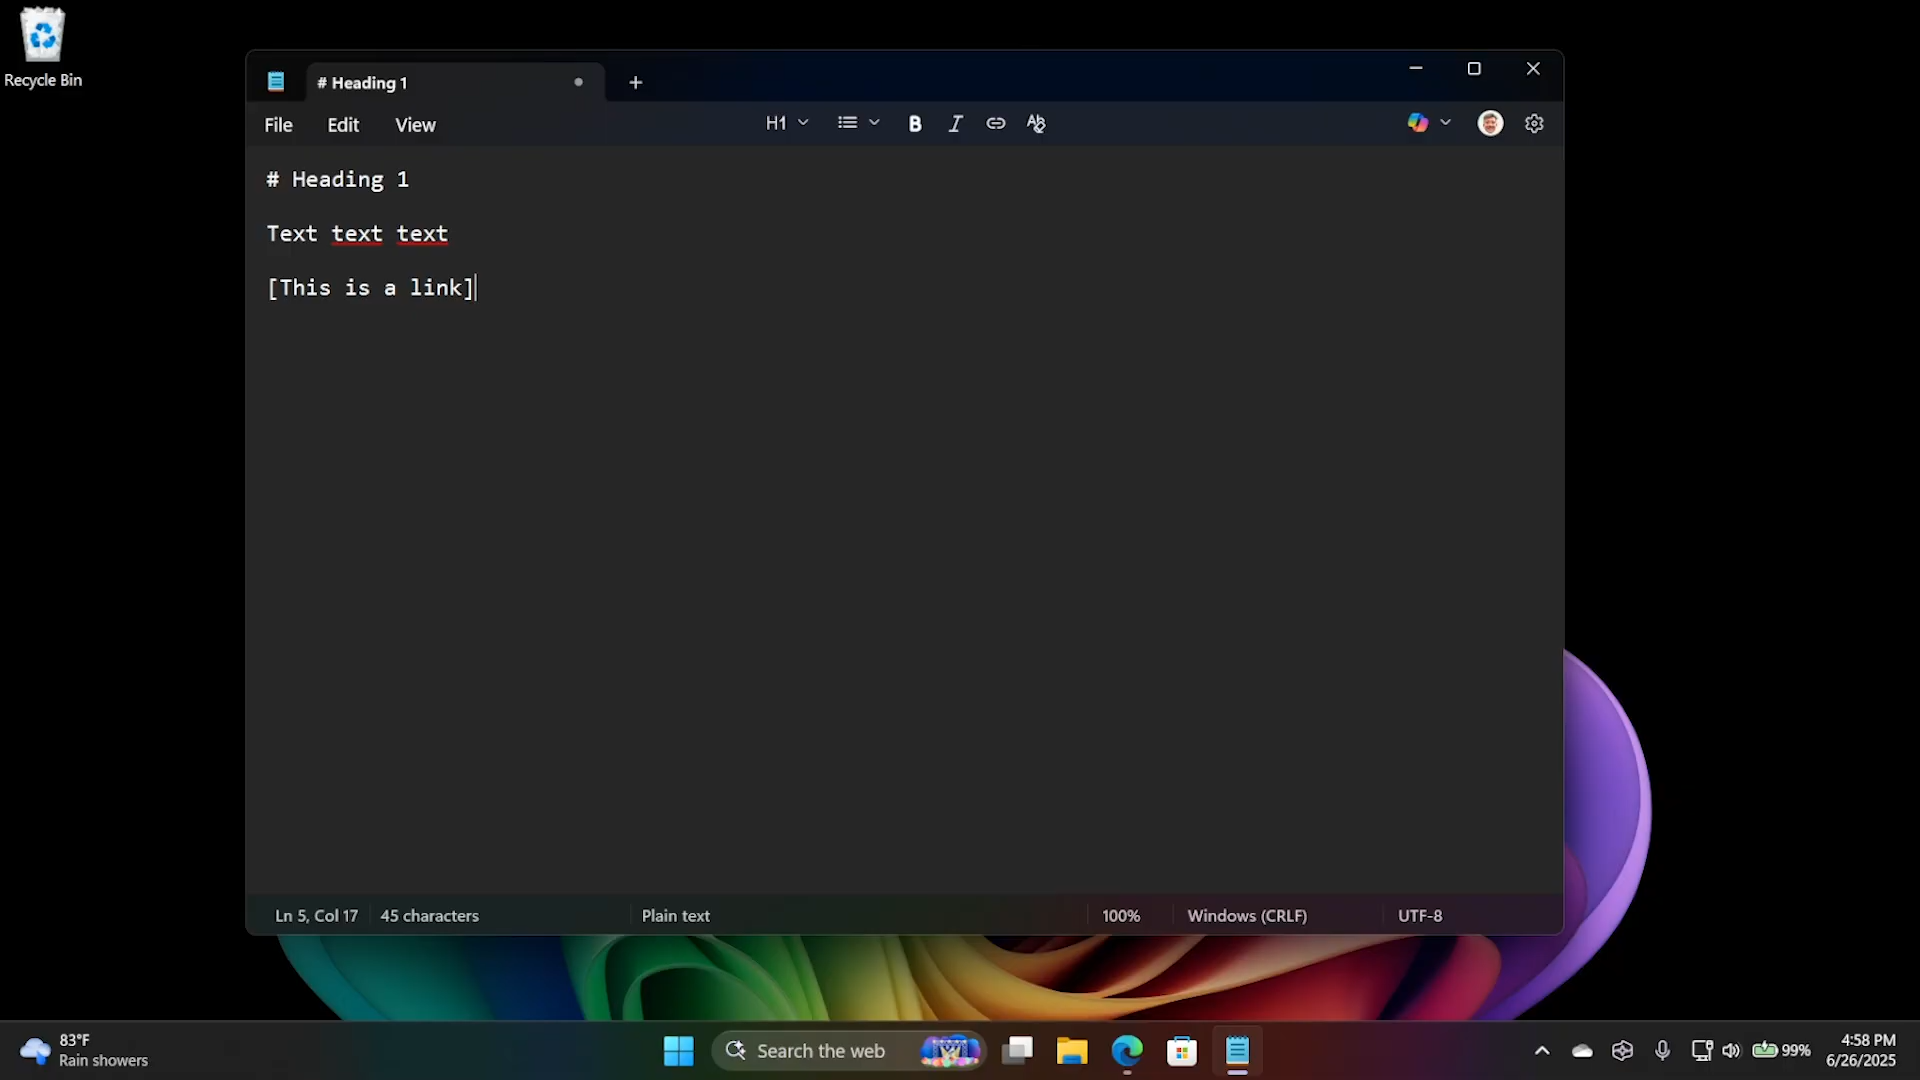 Recycle Bin
# Heading 1
File Edit View H1 B I
# Heading 1
Text text text
[This is a link]
Ln 5, Col 17 45 characters Plain text 100% Windows (CRLF) UTF-8
83°F
Rain showers
Search the web
99%
4:58 PM
6/26/2025